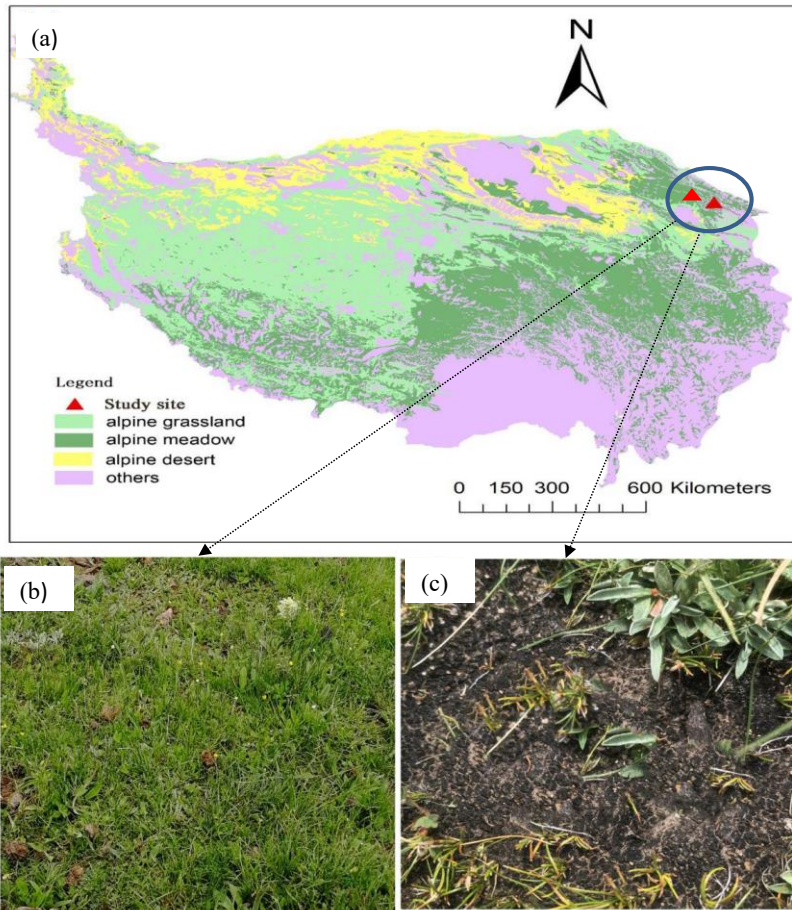 (a)
N
Legend
Study site
alpine grassland
alpine meadow
alpine desert
others
0 150 300 600 Kilometers
(b)
(c)